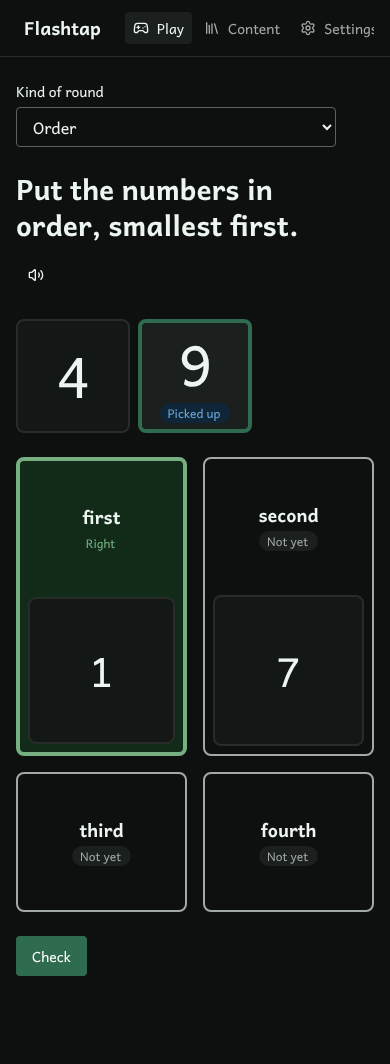 Flashtap
Play
Content
Settings
Kind of round
Order
Put the numbers in
order, smallest first.
4
9
Picked up
first
Right
1
second
Not yet
7
third
Not yet
fourth
Not yet
Check